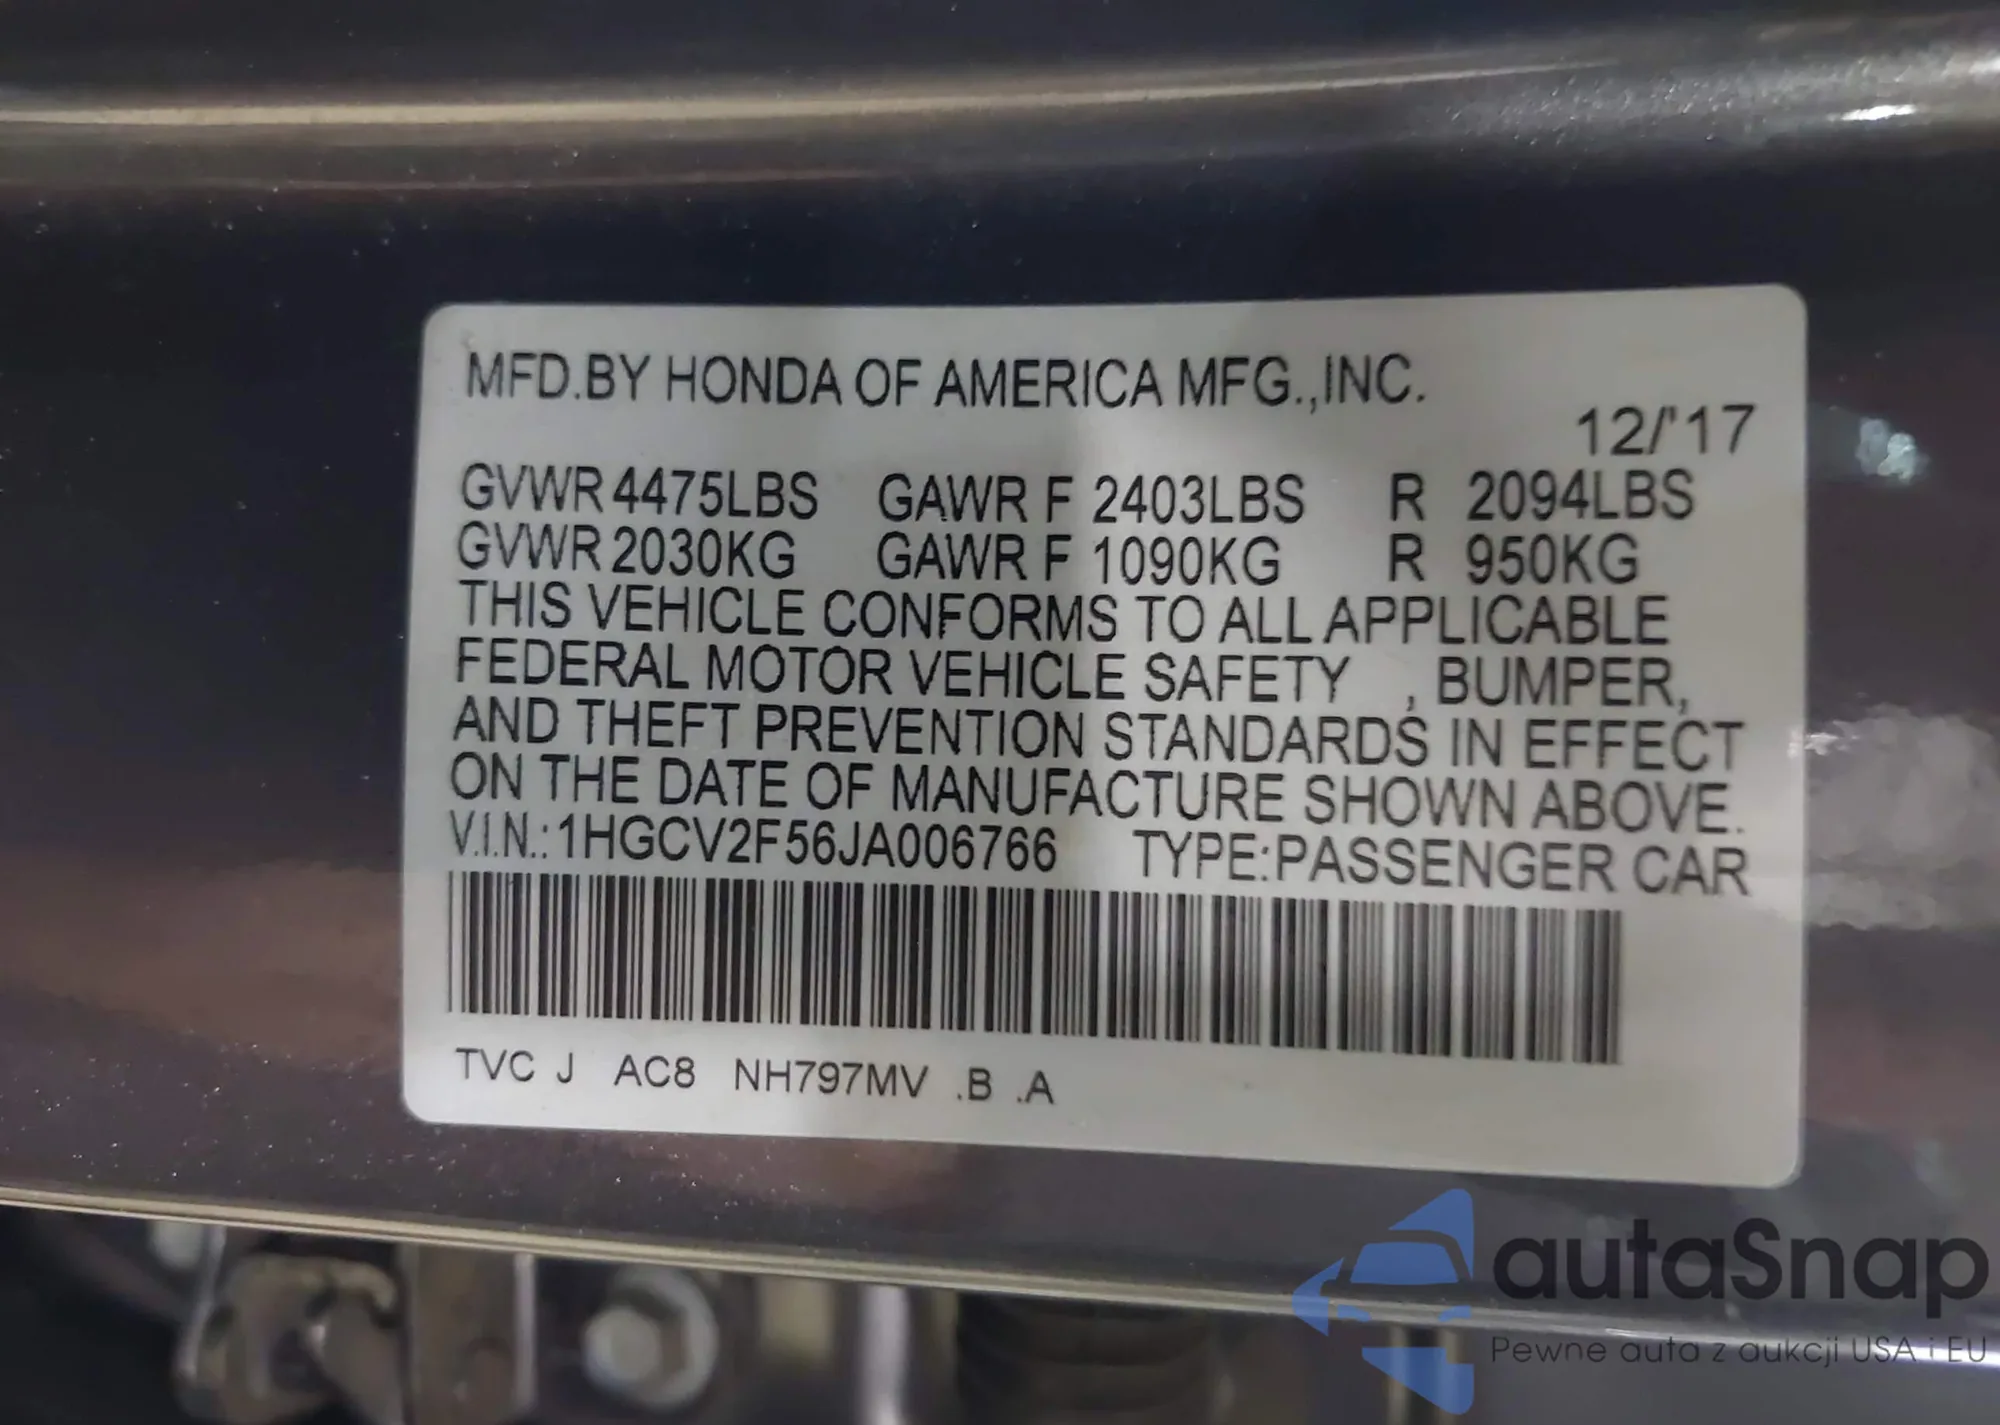 MFD.BY HONDA OF AMERICA MFG.,INC.
12/'17
GVWR 4475LBS GAWR F 2403LBS R 2094LBS
GVWR 2030KG GAWR F 1090KG R 950KG
THIS VEHICLE CONFORMS TO ALL APPLICABLE
FEDERAL MOTOR VEHICLE SAFETY , BUMPER,
AND THEFT PREVENTION STANDARDS IN EFFECT
ON THE DATE OF MANUFACTURE SHOWN ABOVE.
V.I.N.: 1HGCV2F56JA006766 TYPE:PASSENGER CAR
TVC J AC8 NH797MV .B .A
autaSnap
Pewne auta z aukcji USA i EU